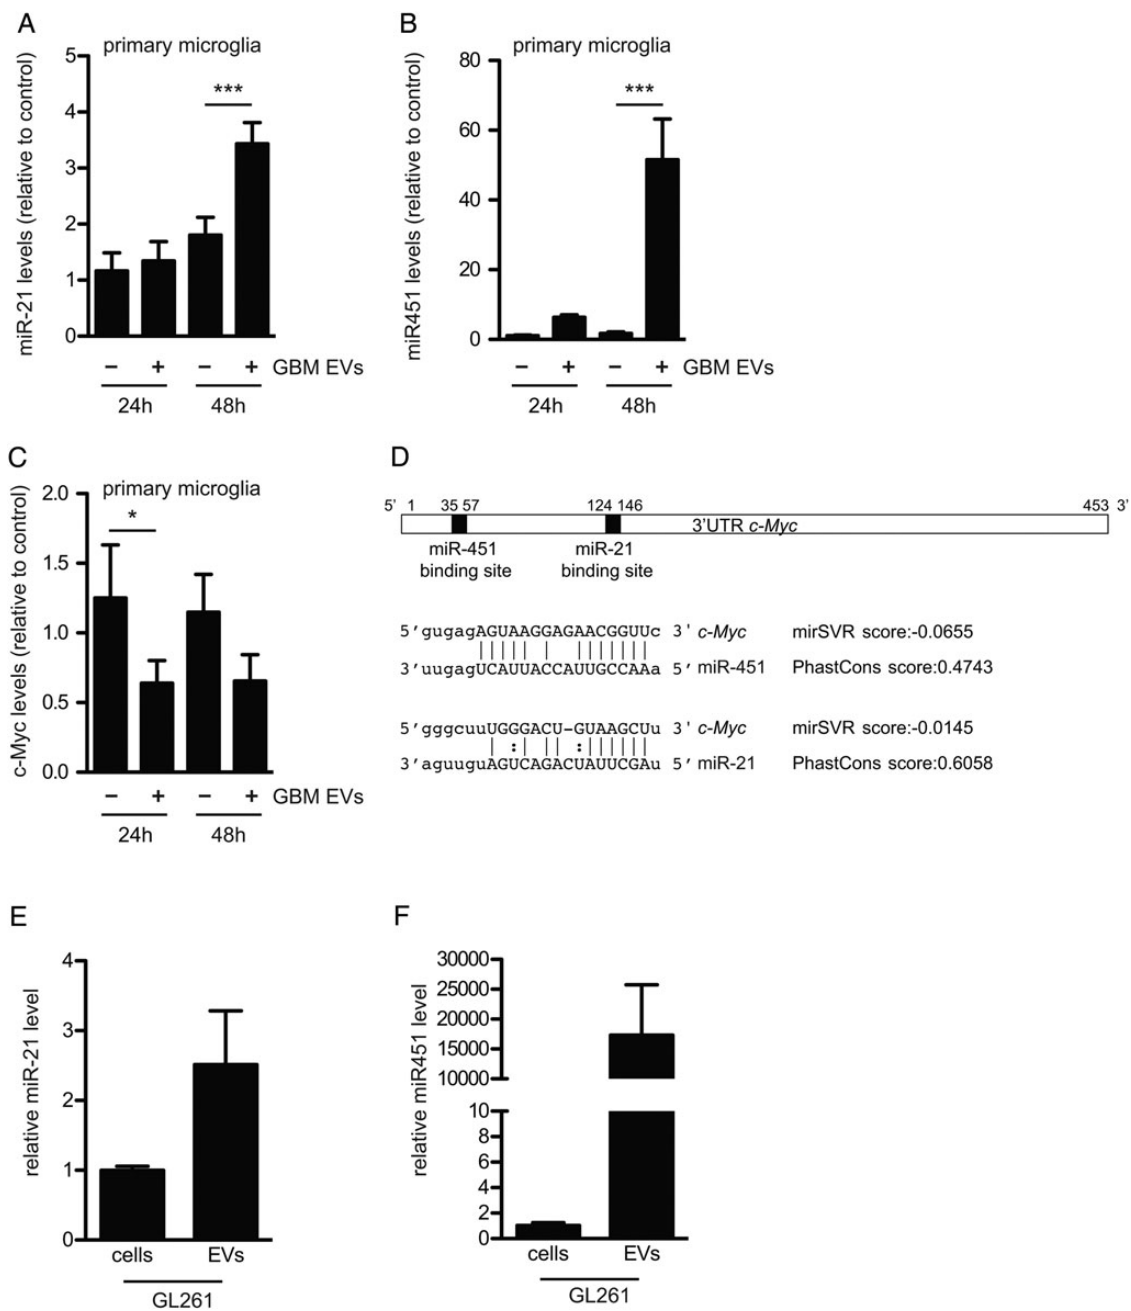 A
primary microglia
miR-21 levels (relative to control)
5
4
3
2
1
0
***
– + – + GBM EVs
24h 48h
B
primary microglia
miR451 levels (relative to control)
80
60
40
20
0
***
– + – + GBM EVs
24h 48h
C
primary microglia
c-Myc levels (relative to control)
2.0
1.5
1.0
0.5
0.0
*
– + – + GBM EVs
24h 48h
D
5' 1 35 57 124 146 453 3'
3'UTR c-Myc
miR-451 miR-21
binding site binding site
5'gugagAGUAAGGAGAACGGUUc 3' c-Myc mirSVR score:-0.0655
3'uugagUCAUUACCAUUGCCAAa 5' miR-451 PhastCons score:0.4743
5'gggcuuUGGGACU-GUAAGCUu 3' c-Myc mirSVR score:-0.0145
3'aguuguAGUCAGACUAUUCGAu 5' miR-21 PhastCons score:0.6058
E
relative miR-21 level
4
3
2
1
0
cells EVs
GL261
F
relative miR451 level
30000
25000
20000
15000
10000
10
8
6
4
2
0
cells EVs
GL261